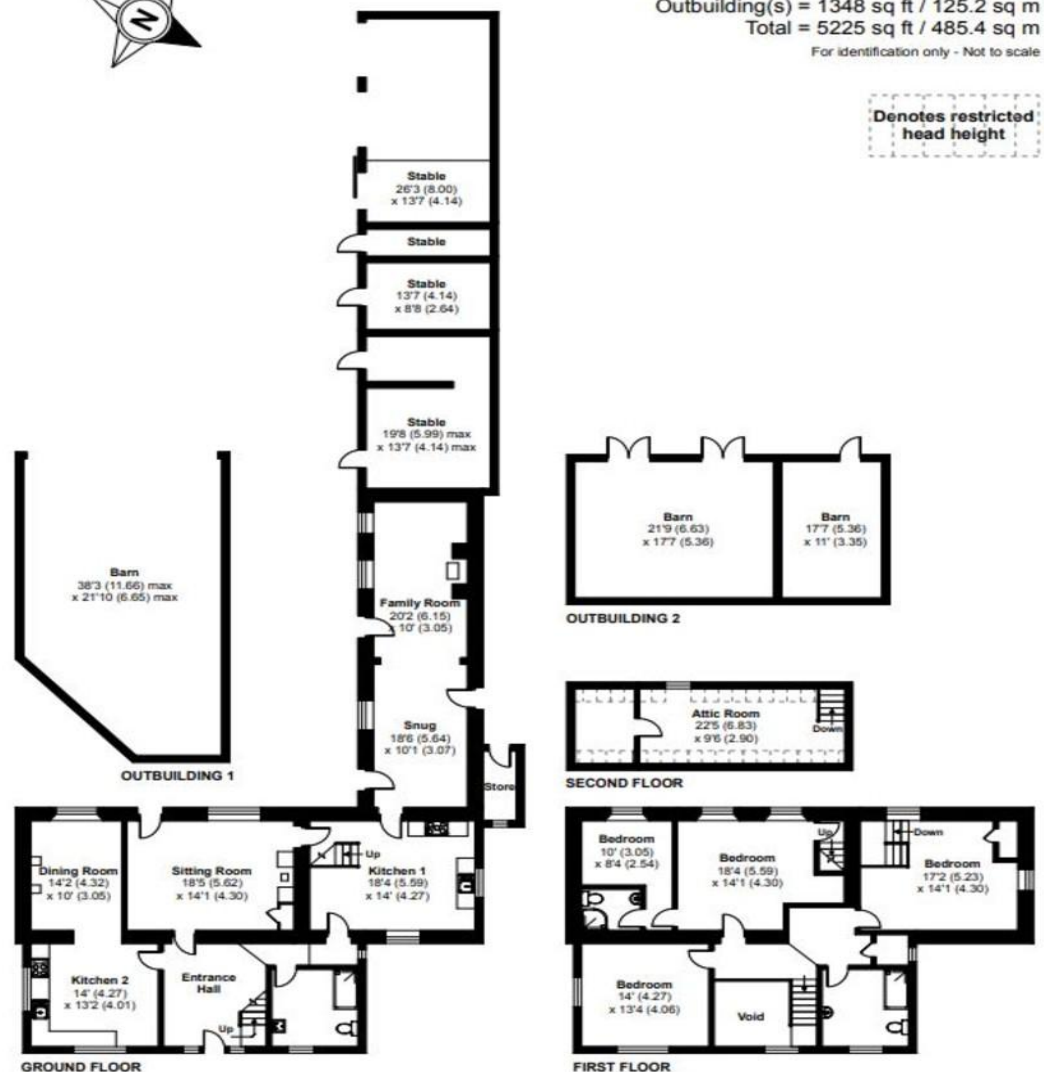 N
Outbuilding(s) = 1348 sq ft / 125.2 sq m
Total = 5225 sq ft / 485.4 sq m
For identification only - Not to scale
Denotes restricted
head height
Stable
26'3 (8.00)
x 13'7 (4.14)
Stable
Stable
13'7 (4.14)
x 8'8 (2.64)
Stable
19'8 (5.99) max
x 13'7 (4.14) max
Barn
38'3 (11.66) max
x 21'10 (6.65) max
OUTBUILDING 1
Barn
21'9 (6.63)
x 17'7 (5.36)
Barn
17'7 (5.36)
x 11' (3.35)
OUTBUILDING 2
Family Room
20'2 (6.15)
x 10' (3.05)
Snug
18'6 (5.64)
x 10'1 (3.07)
Store
Attic Room
22'5 (6.83)
x 9'6 (2.90)
Down
SECOND FLOOR
Dining Room
14'2 (4.32)
x 10' (3.05)
Sitting Room
18'5 (5.62)
x 14'1 (4.30)
Up
Kitchen 1
18'4 (5.59)
x 14' (4.27)
Kitchen 2
14' (4.27)
x 13'2 (4.01)
Entrance
Hall
Up
GROUND FLOOR
Bedroom
10' (3.05)
x 8'4 (2.54)
Bedroom
18'4 (5.59)
x 14'1 (4.30)
Up
Down
Bedroom
17'2 (5.23)
x 14'1 (4.30)
Bedroom
14' (4.27)
x 13'4 (4.06)
Void
FIRST FLOOR